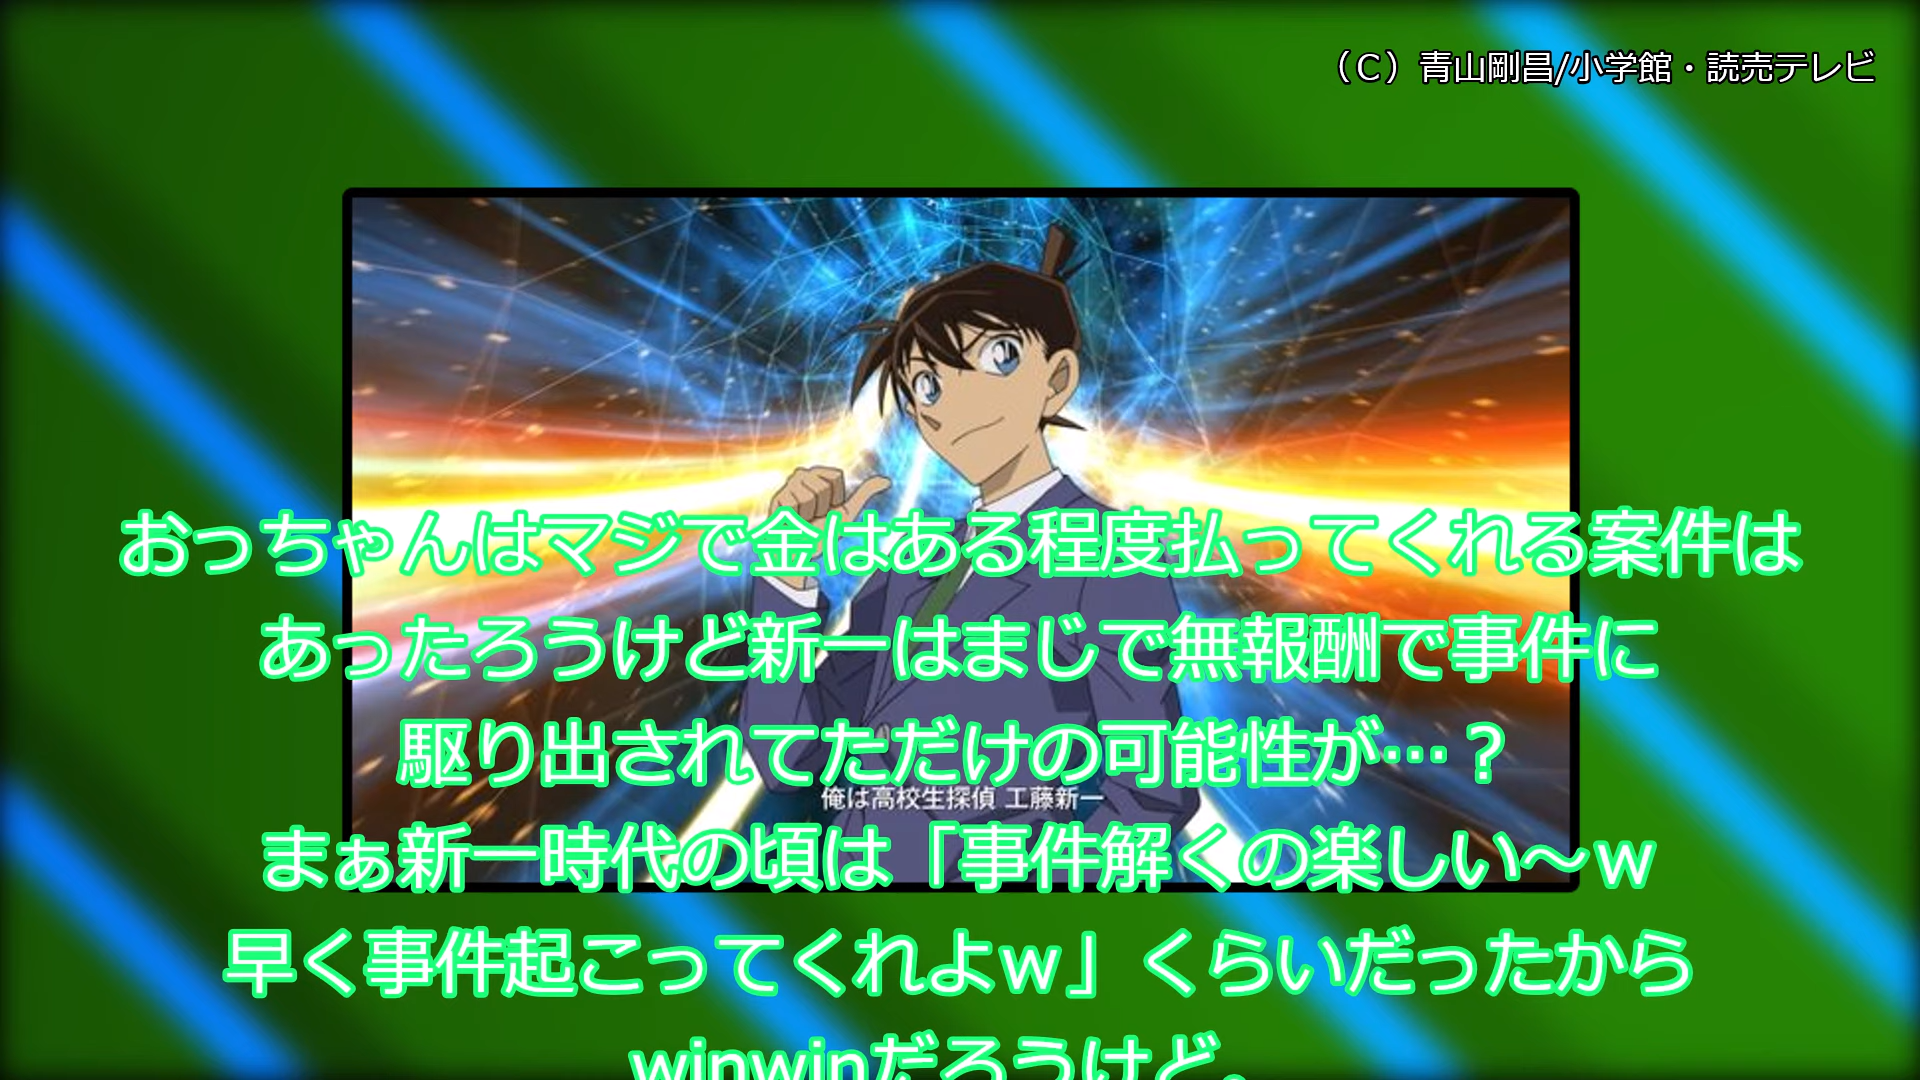 （C）青山剛昌/小学館・読売テレビ
おっちゃんはマジで金はある程度払ってくれる案件は
あったろうけど新一はまじで無報酬で事件に
駆り出されてただけの可能性が…？
俺は高校生探偵 工藤新一
まぁ新一時代の頃は「事件解くの楽しい～ｗ
早く事件起こってくれよｗ」くらいだったから
winwinだろうけど。